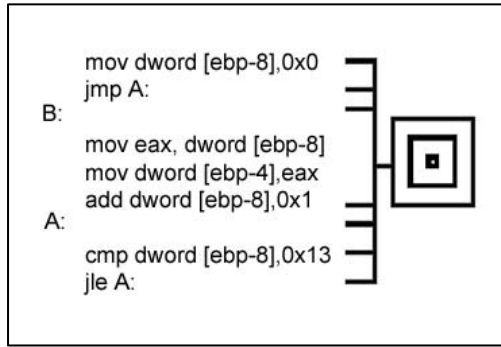 mov dword [ebp-8],0x0
jmp A:
B:
mov eax, dword [ebp-8]
mov dword [ebp-4],eax
add dword [ebp-8],0x1
A:
cmp dword [ebp-8],0x13
jle A: